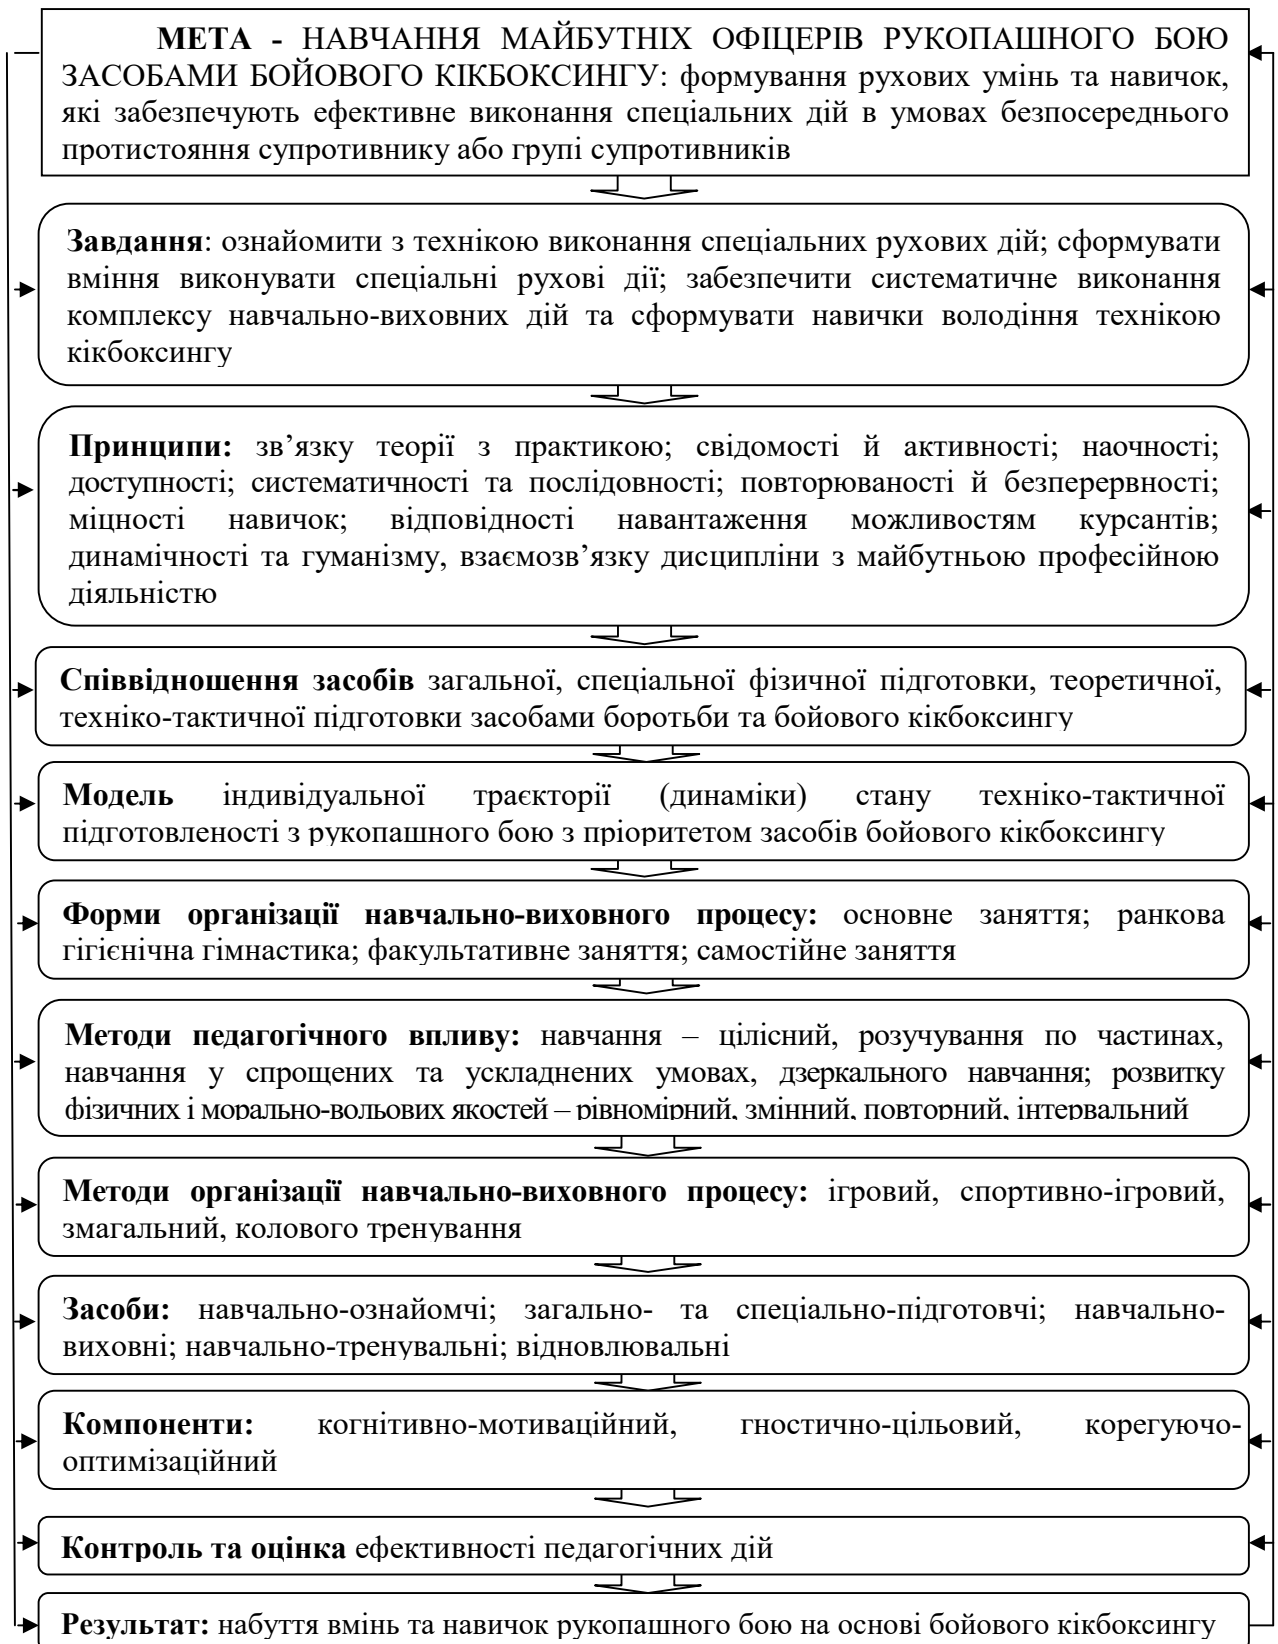 МЕТА - НАВЧАННЯ МАЙБУТНІХ ОФІЦЕРІВ РУКОПАШНОГО БОЮ
ЗАСОБАМИ БОЙОВОГО КІКБОКСИНГУ: формування рухових умінь та навичок,
які забезпечують ефективне виконання спеціальних дій в умовах безпосереднього
протистояння супротивнику або групі супротивників
Завдання: ознайомити з технікою виконання спеціальних рухових дій; сформувати
вміння виконувати спеціальні рухові дії; забезпечити систематичне виконання
комплексу навчально-виховних дій та сформувати навички володіння технікою
кікбоксингу
Принципи: зв’язку теорії з практикою; свідомості й активності; наочності;
доступності; систематичності та послідовності; повторюваності й безперервності;
міцності навичок; відповідності навантаження можливостям курсантів;
динамічності та гуманізму, взаємозв’язку дисципліни з майбутньою професійною
діяльністю
Співвідношення засобів загальної, спеціальної фізичної підготовки, теоретичної,
техніко-тактичної підготовки засобами боротьби та бойового кікбоксингу
Модель індивідуальної траєкторії (динаміки) стану техніко-тактичної
підготовленості з рукопашного бою з пріоритетом засобів бойового кікбоксингу
Форми організації навчально-виховного процесу: основне заняття; ранкова
гігієнічна гімнастика; факультативне заняття; самостійне заняття
Методи педагогічного впливу: навчання – цілісний, розучування по частинах,
навчання у спрощених та ускладнених умовах, дзеркального навчання; розвитку
фізичних і морально-вольових якостей – рівномірний, змінний, повторний, інтервальний
Методи організації навчально-виховного процесу: ігровий, спортивно-ігровий,
змагальний, колового тренування
Засоби: навчально-ознайомчі; загально- та спеціально-підготовчі; навчально-
виховні; навчально-тренувальні; відновлювальні
Компоненти: когнітивно-мотиваційний, гностично-цільовий, корегуючо-
оптимізаційний
Контроль та оцінка ефективності педагогічних дій
Результат: набуття вмінь та навичок рукопашного бою на основі бойового кікбоксингу